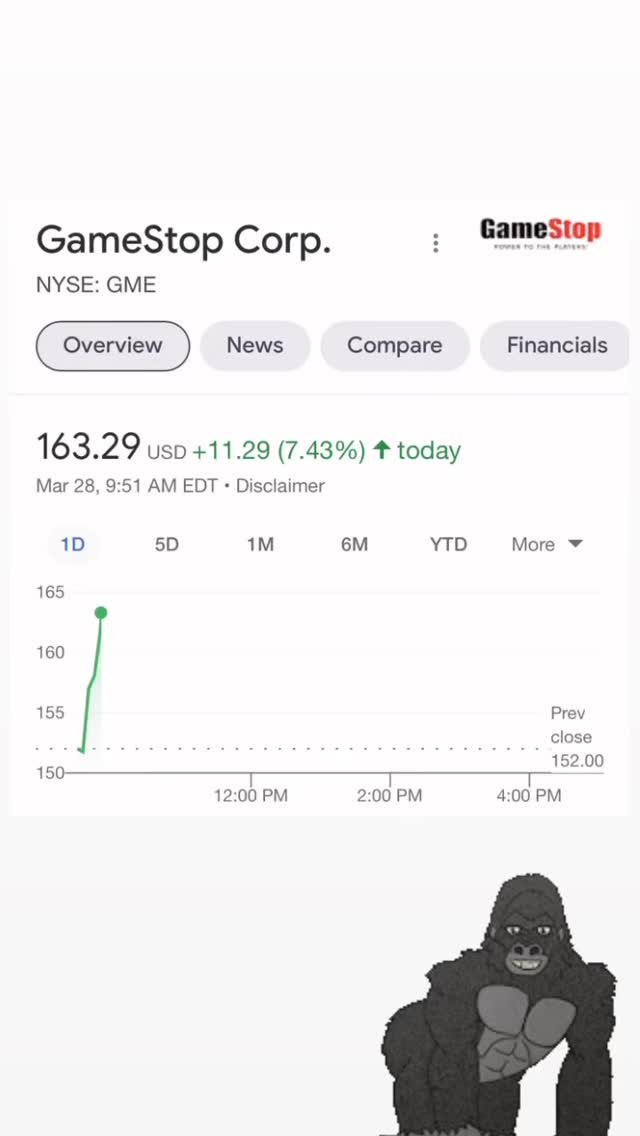 GameStop Corp.
GameStop
POWER TO THE PLAYERS
NYSE: GME
Overview
News
Compare
Financials
163.29 USD +11.29 (7.43%) ↑ today
Mar 28, 9:51 AM EDT • Disclaimer
1D 5D 1M 6M YTD More
165
160
155
150
Prev
close
152.00
12:00 PM 2:00 PM 4:00 PM